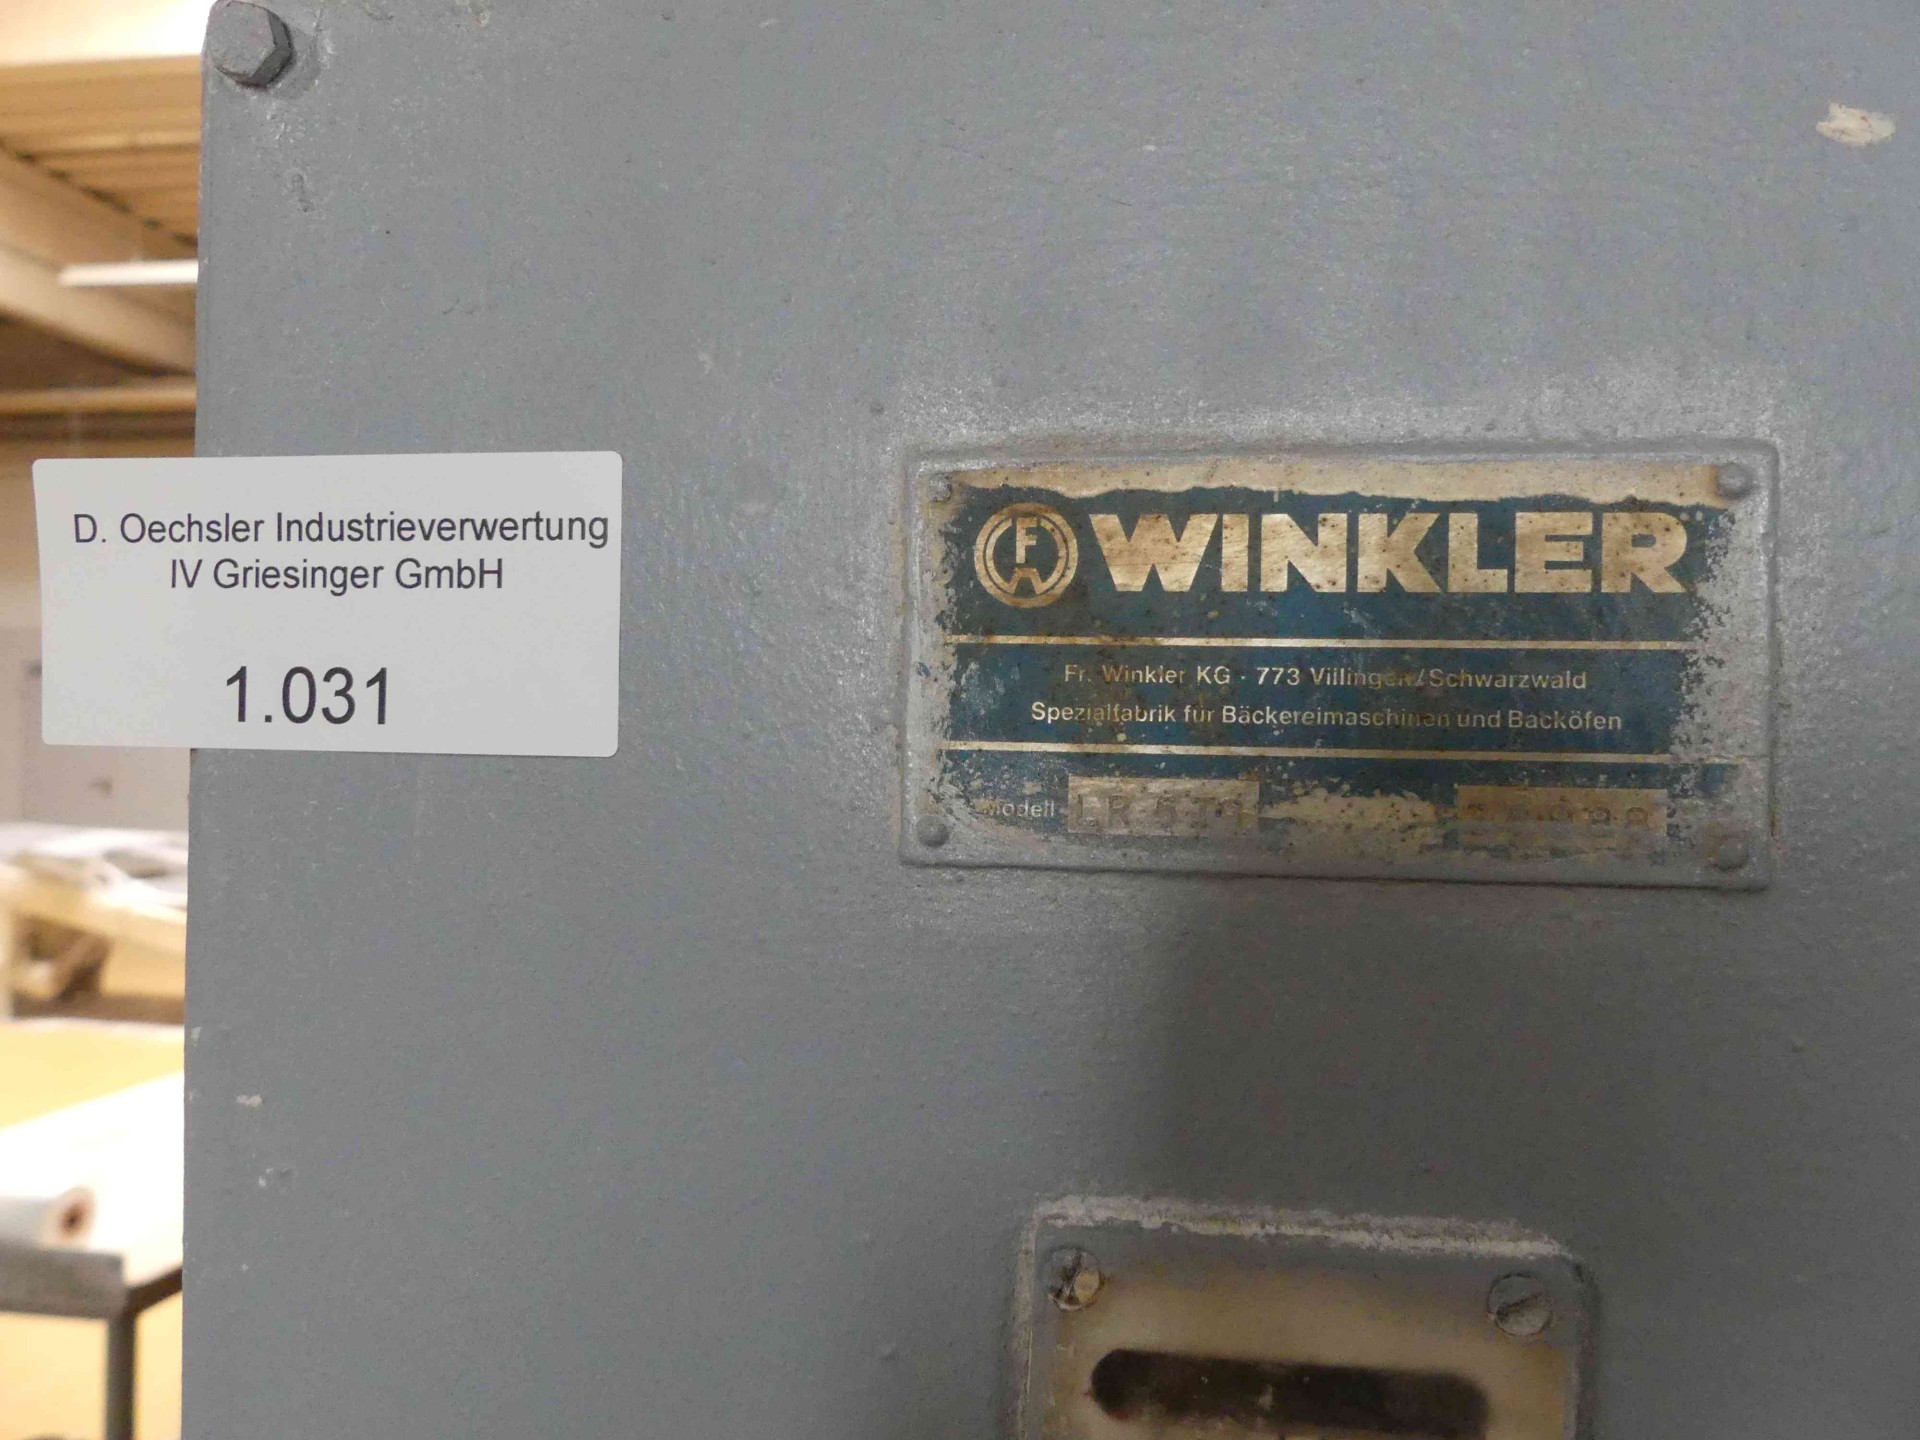 D. Oechsler Industrieverwertung
IV Griesinger GmbH
1.031
FW WINKLER
Fr. Winkler KG · 773 Villingen/Schwarzwald
Spezialfabrik für Bäckereimaschinen und Backöfen
Modell